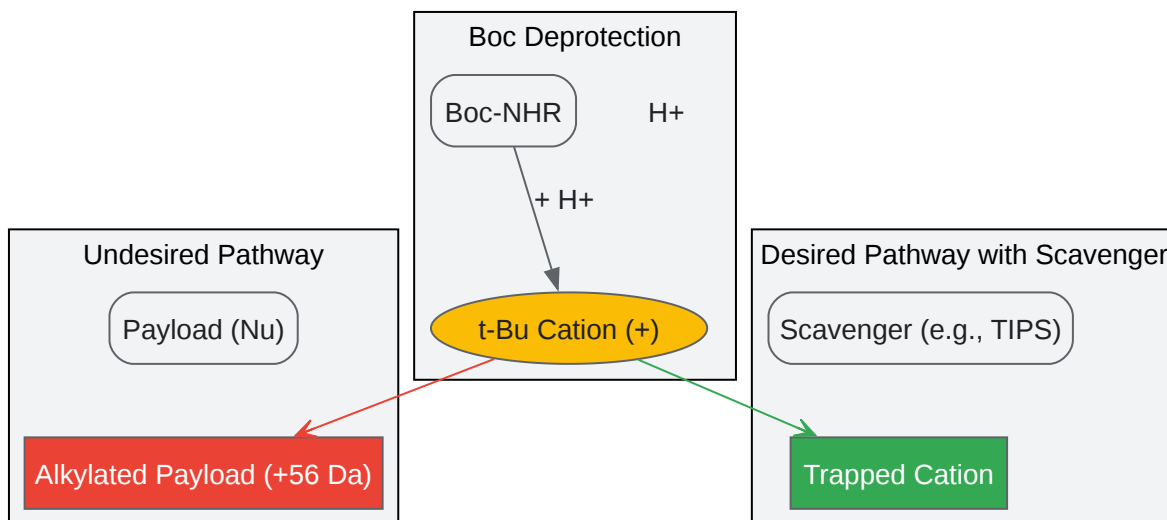 Boc Deprotection
Boc-NHR
H+
+ H+
t-Bu Cation (+)
Undesired Pathway
Payload (Nu)
Alkylated Payload (+56 Da)
Desired Pathway with Scavenger
Scavenger (e.g., TIPS)
Trapped Cation